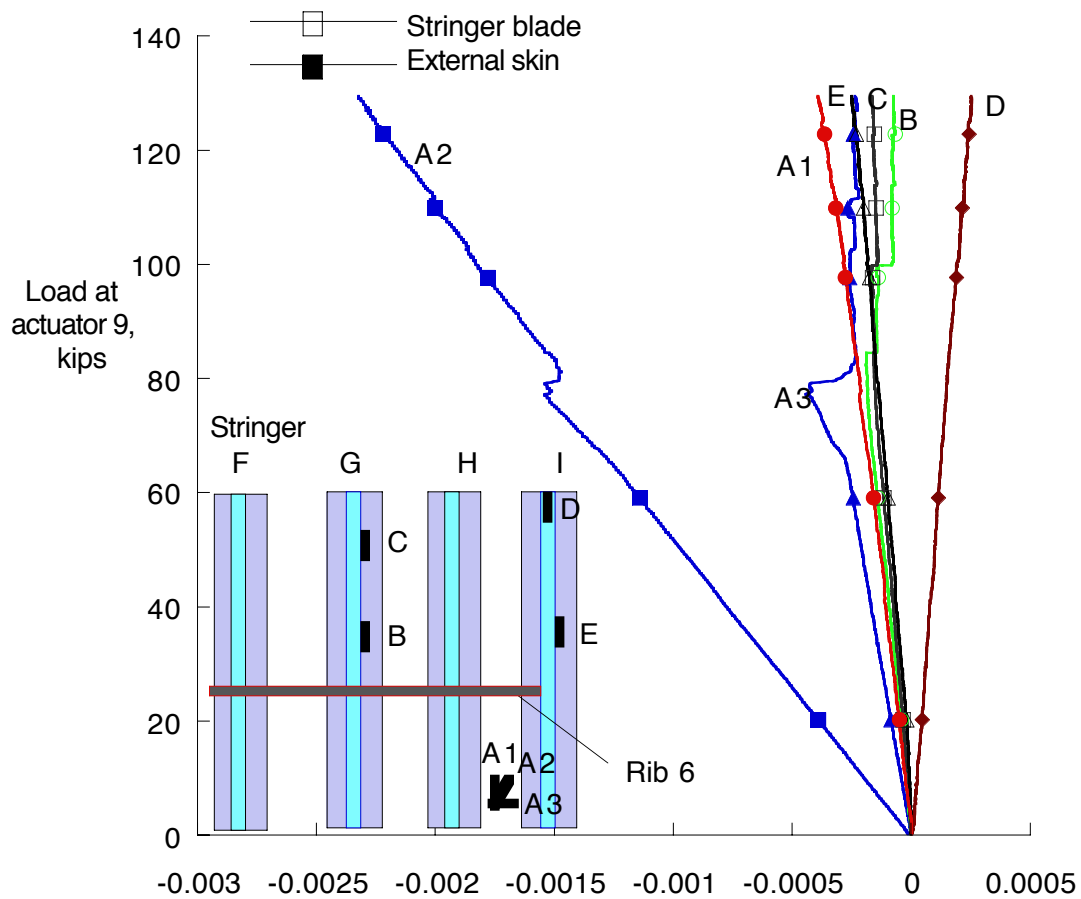 Stringer blade
External skin
140
120
100
80
60
40
20
0
Load at
actuator 9,
kips
A2
E
C
B
D
A1
A3
Stringer
F
G
H
I
D
C
B
E
A1
A2
A3
Rib 6
-0.003
-0.0025
-0.002
-0.0015
-0.001
-0.0005
0
0.0005